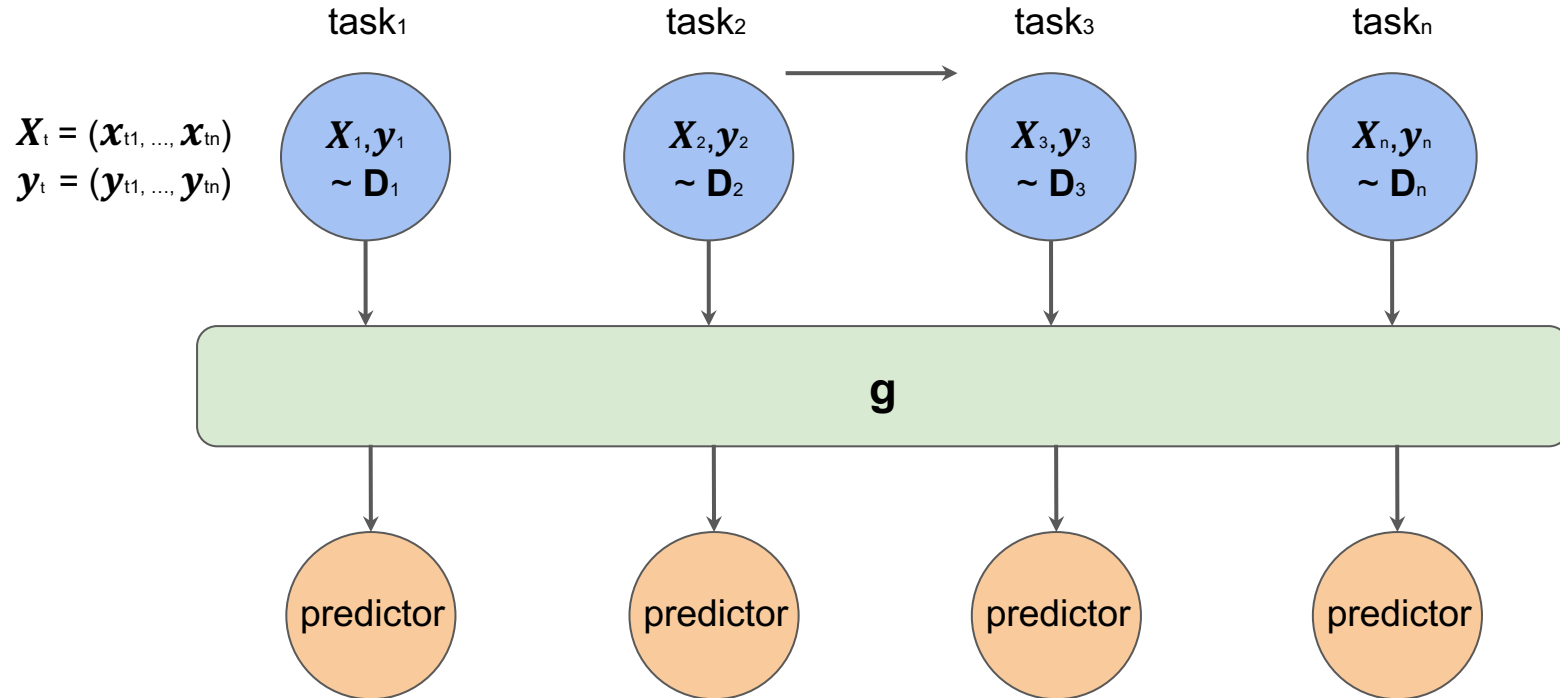 task₁ task₂ task₃ taskn
Xt = (xt1, ..., xtn)
yt = (yt1, ..., ytn)
X₁,y₁
~ D₁
X₂,y₂
~ D₂
X₃,y₃
~ D₃
Xn,yn
~ Dn
g
predictor predictor predictor predictor